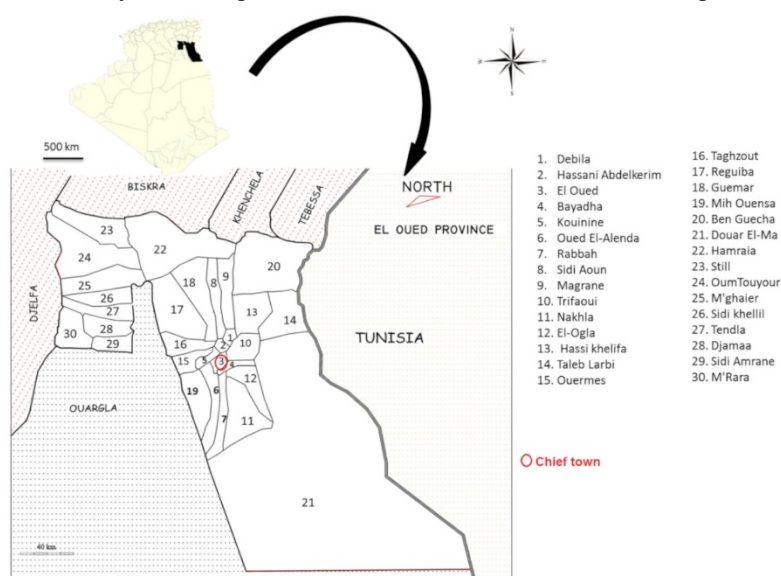 500 km
BISKRA
KHENCHELA
TEBESSA
NORTH
EL OUED PROVINCE
DJELFA
TUNISIA
OUARGLA
23
24
22
25
26
27
30
28
29
18
8
9
20
17
13
14
16
1
2
10
15
5
3
4
12
19
6
7
11
21
40 km
S
1. Debila
2. Hassani Abdelkerim
3. El Oued
4. Bayadha
5. Kouinine
6. Oued El-Alenda
7. Rabbah
8. Sidi Aoun
9. Magrane
10. Trifaoui
11. Nakhla
12. El-Ogla
13. Hassi khelifa
14. Taleb Larbi
15. Ouermes
16. Taghzout
17. Reguiba
18. Guemar
19. Mih Ouensa
20. Ben Guecha
21. Douar El-Ma
22. Hamraia
23. Still
24. OumTouyour
25. M'ghaier
26. Sidi khellil
27. Tendla
28. Djamaa
29. Sidi Amrane
30. M'Rara
Chief town